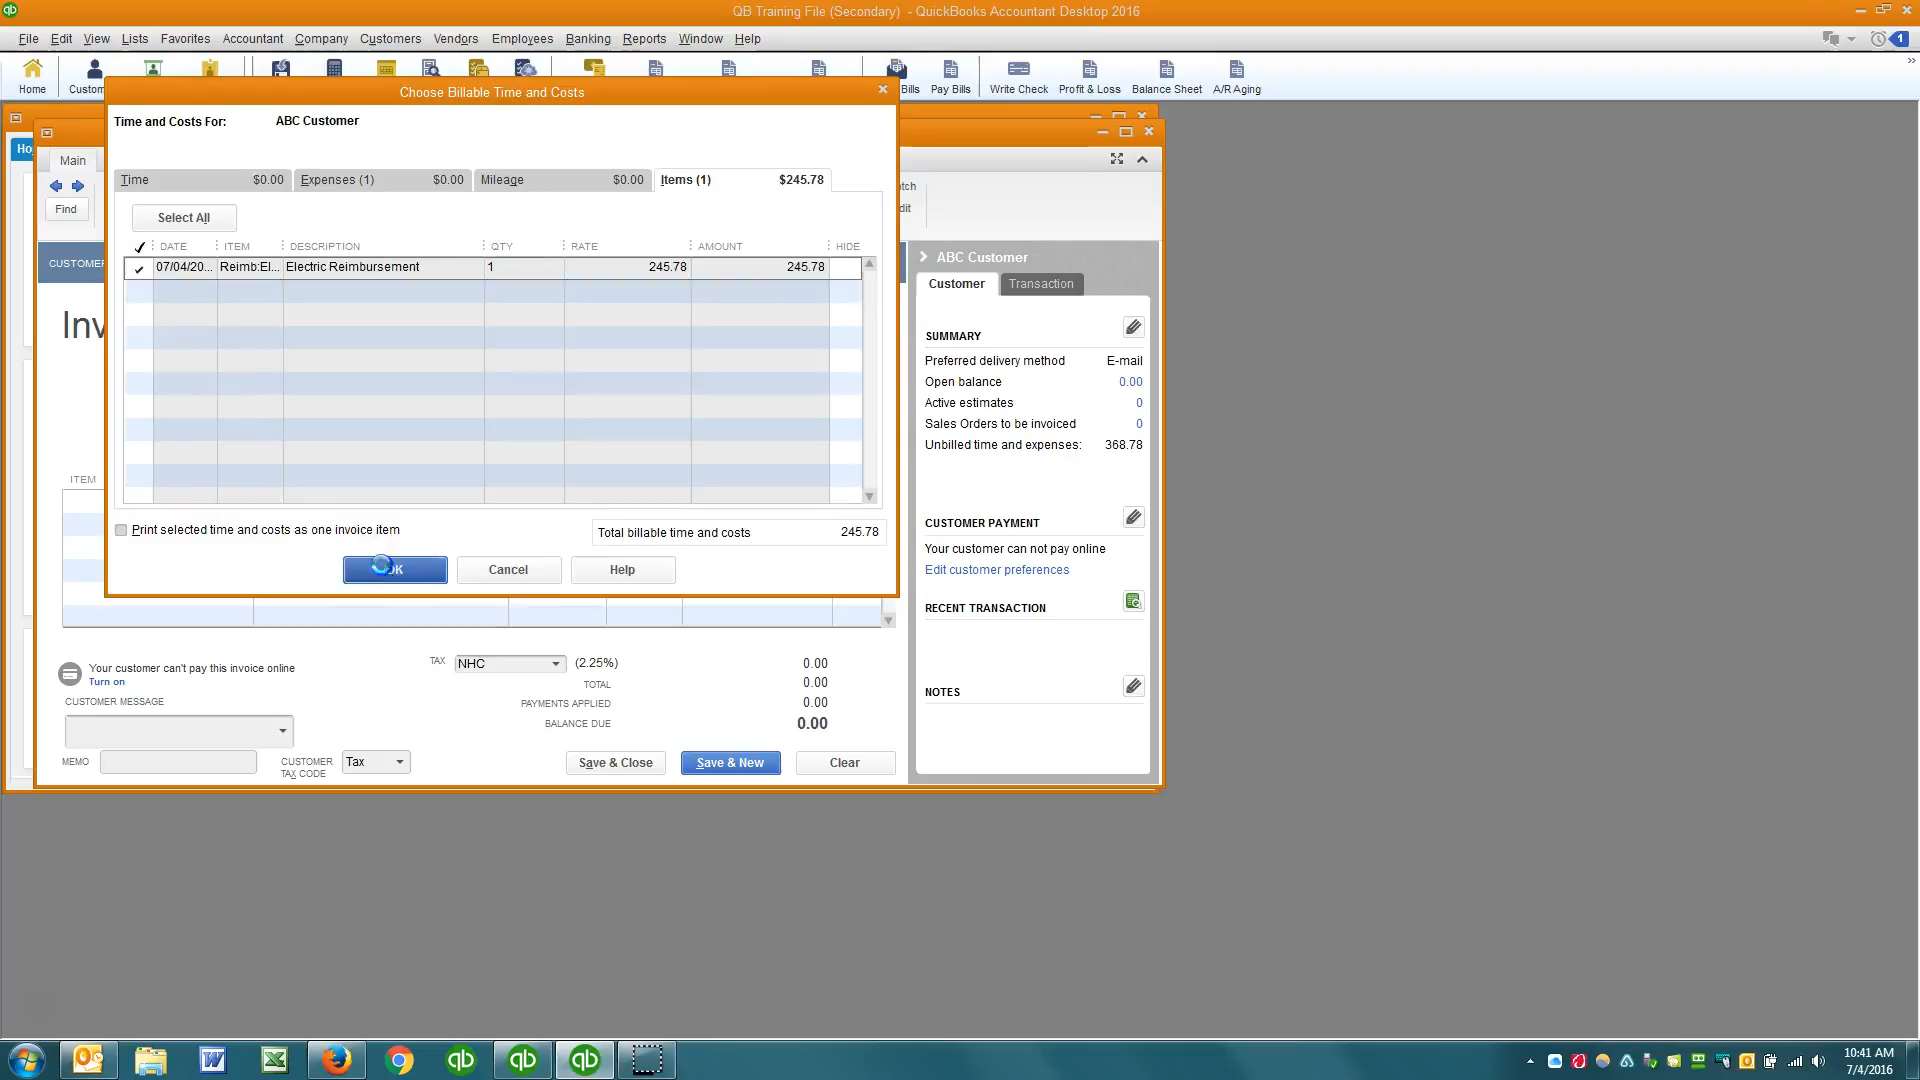 QB Training File (Secondary) - QuickBooks Accountant Desktop 2016
File Edit View Lists Favorites Accountant Company Customers Vendors Employees Banking Reports Window Help
1
Home Custom Bills Pay Bills Write Check Profit & Loss Balance Sheet A/R Aging
Choose Billable Time and Costs
Time and Costs For: ABC Customer
Ho
Main
Find
Time $0.00 Expenses (1) $0.00 Mileage $0.00 Items (1) $245.78
Select All
DATE ITEM DESCRIPTION QTY RATE AMOUNT HIDE
07/04/20... Reimb:El... Electric Reimbursement 1 245.78 245.78
CUSTOMER
Inv
ITEM
Print selected time and costs as one invoice item
Total billable time and costs 245.78
OK Cancel Help
ABC Customer
Customer Transaction
SUMMARY
Preferred delivery method E-mail
Open balance 0.00
Active estimates 0
Sales Orders to be invoiced 0
Unbilled time and expenses: 368.78
CUSTOMER PAYMENT
Your customer can not pay online
Edit customer preferences
RECENT TRANSACTION
NOTES
Your customer can't pay this invoice online
Turn on
CUSTOMER MESSAGE
TAX NHC (2.25%) 0.00
TOTAL 0.00
PAYMENTS APPLIED 0.00
BALANCE DUE 0.00
MEMO
CUSTOMER
TAX CODE
Tax
Save & Close Save & New Clear
10:41 AM
7/4/2016